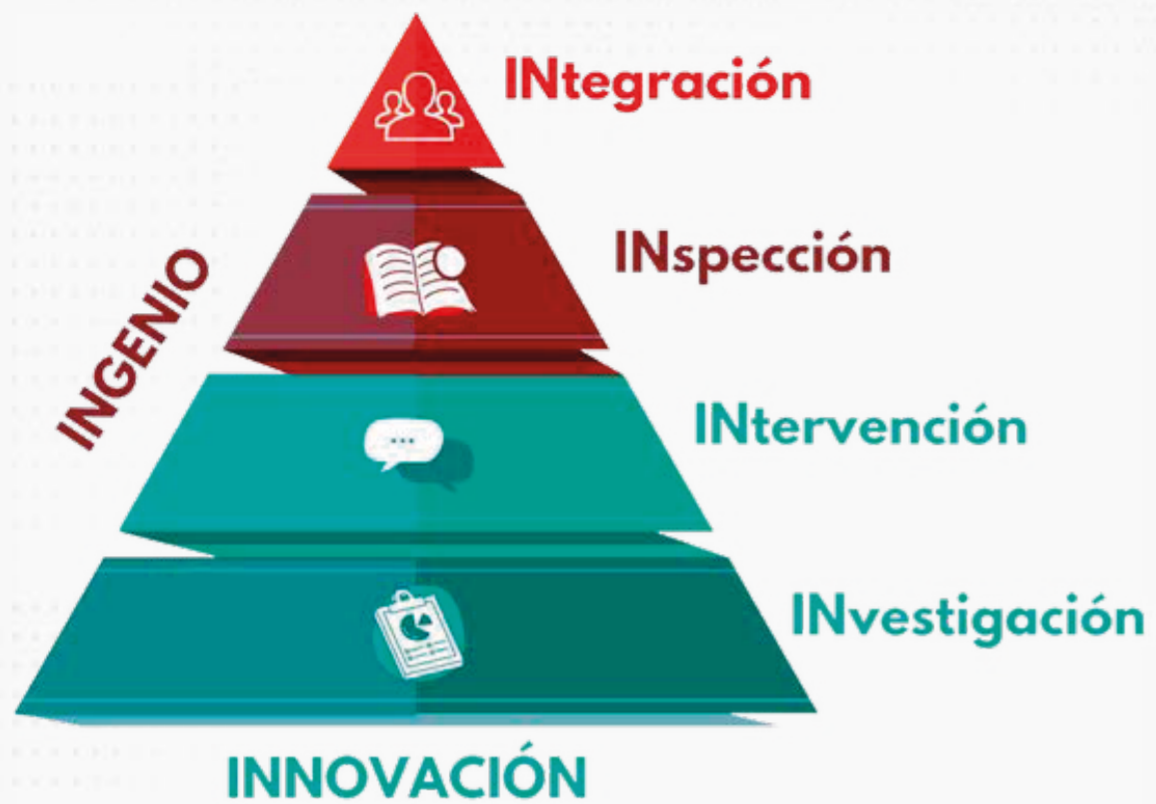 INtegración
INspección
INGENIO
INtervención
INvestigación
INNOVACIÓN